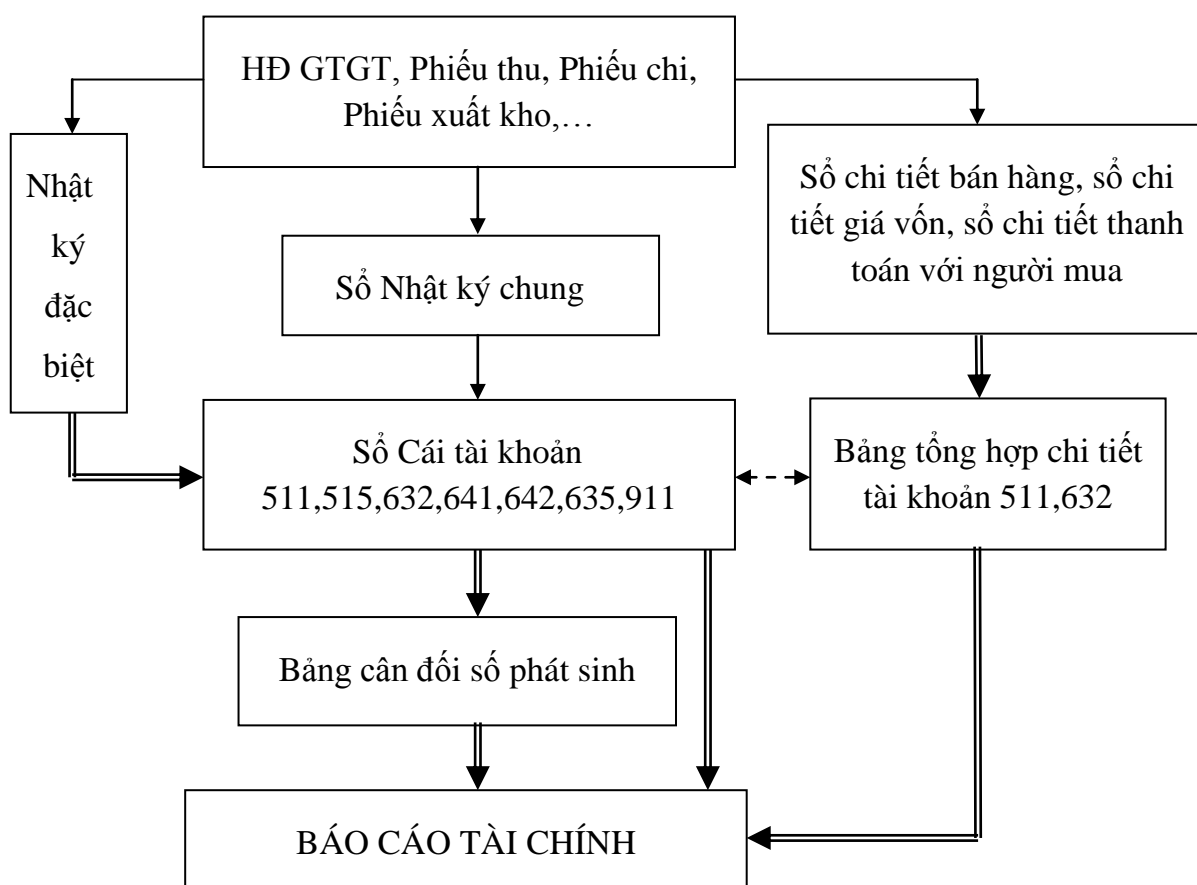 HĐ GTGT, Phiếu thu, Phiếu chi,
Phiếu xuất kho,…
Nhật
ký
đặc
biệt
Sổ Nhật ký chung
Sổ chi tiết bán hàng, sổ chi
tiết giá vốn, sổ chi tiết thanh
toán với người mua
Sổ Cái tài khoản
511,515,632,641,642,635,911
Bảng tổng hợp chi tiết
tài khoản 511,632
Bảng cân đối số phát sinh
BÁO CÁO TÀI CHÍNH